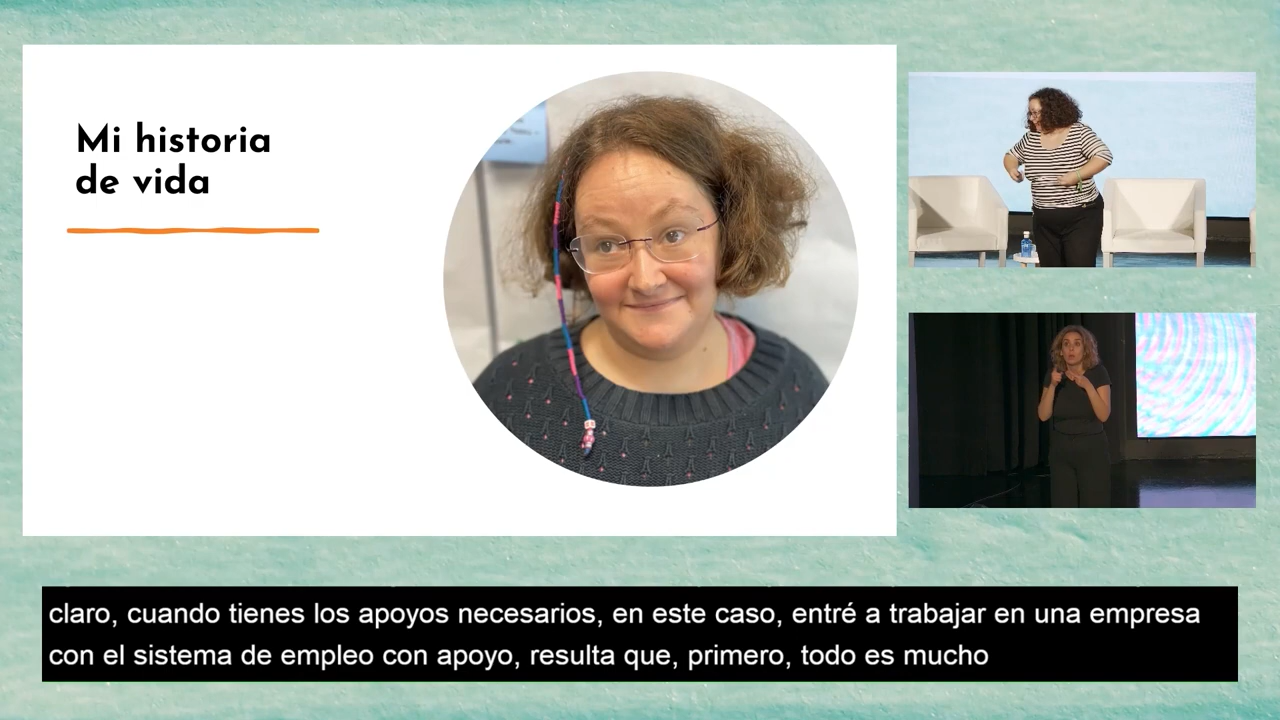 Mi historia
de vida
claro, cuando tienes los apoyos necesarios, en este caso, entré a trabajar en una empresa
con el sistema de empleo con apoyo, resulta que, primero, todo es mucho